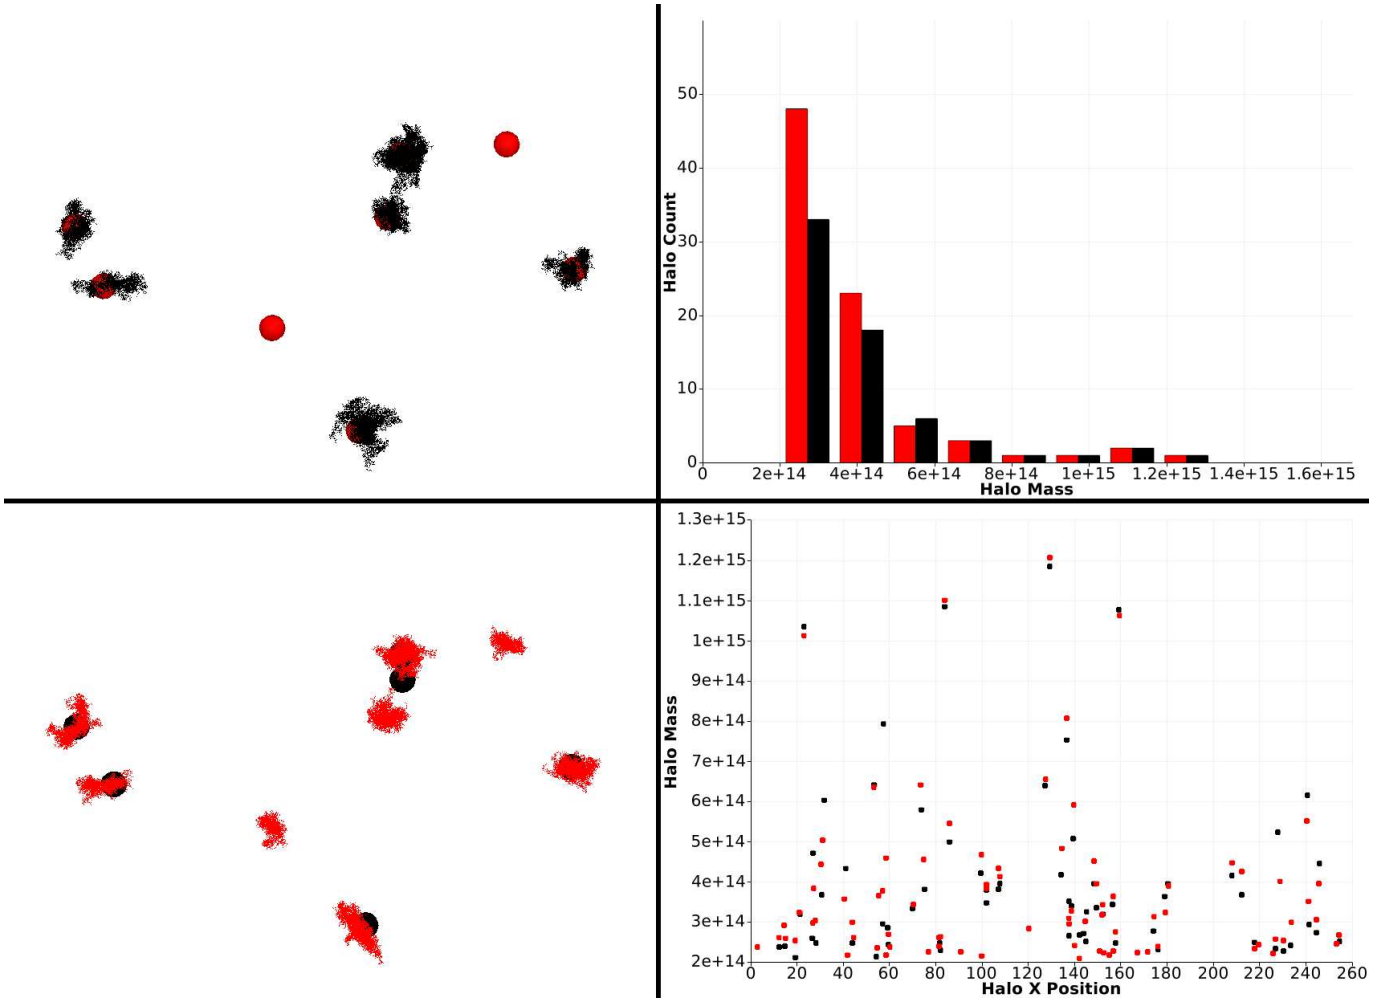 50
40
30
20
10
0
Halo Count
0 2e+14 4e+14 6e+14 8e+14 1e+15 1.2e+15 1.4e+15 1.6e+15
Halo Mass
1.3e+15
1.2e+15
1.1e+15
1e+15
9e+14
8e+14
7e+14
6e+14
5e+14
4e+14
3e+14
2e+14
Halo Mass
0 20 40 60 80 100 120 140 160 180 200 220 240 260
Halo X Position